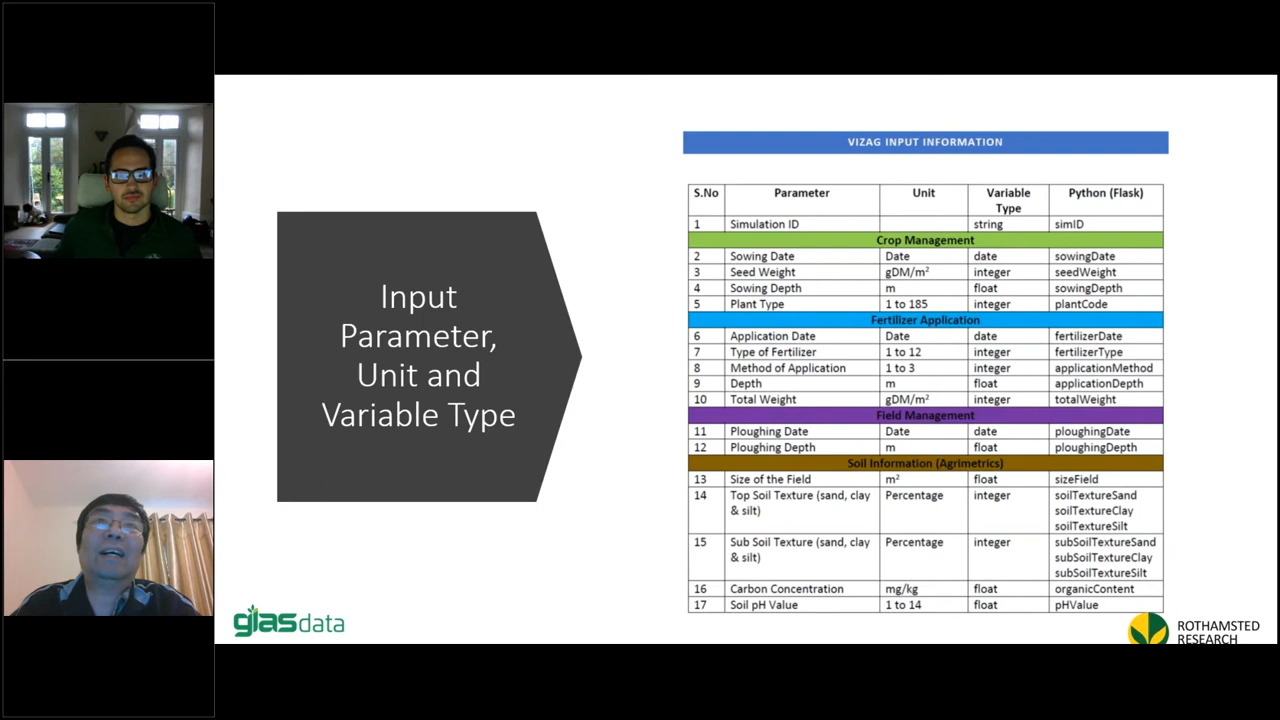 Input
Parameter,
Unit and
Variable Type
VIZAG INPUT INFORMATION
S.No Parameter Unit Variable Type Python (Flask)
1 Simulation ID string simID
Crop Management
2 Sowing Date Date date sowingDate
3 Seed Weight gDM/m² integer seedWeight
4 Sowing Depth m float sowingDepth
5 Plant Type 1 to 185 integer plantCode
Fertilizer Application
6 Application Date Date date fertilizerDate
7 Type of Fertilizer 1 to 12 integer fertilizerType
8 Method of Application 1 to 3 integer applicationMethod
9 Depth m float applicationDepth
10 Total Weight gDM/m² integer totalWeight
Field Management
11 Ploughing Date Date date ploughingDate
12 Ploughing Depth m float ploughingDepth
Soil Information (Agrimetrics)
13 Size of the Field m² float sizeField
14 Top Soil Texture (sand, clay Percentage integer soilTextureSand
& silt) soilTextureClay
soilTextureSilt
15 Sub Soil Texture (sand, clay Percentage integer subSoilTextureSand
& silt) subSoilTextureClay
subSoilTextureSilt
16 Carbon Concentration mg/kg float organicContent
17 Soil pH Value 1 to 14 float pHValue
glasdata
ROTHAMSTED
RESEARCH